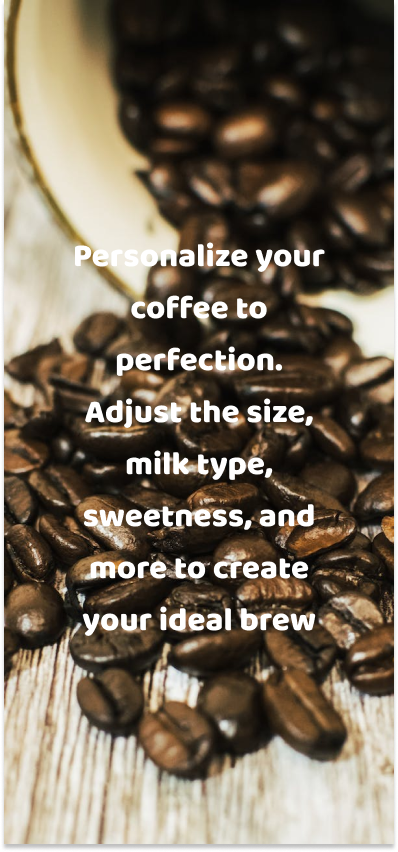 Personalize your
coffee to
perfection.
Adjust the size,
milk type,
sweetness, and
more to create
your ideal brew